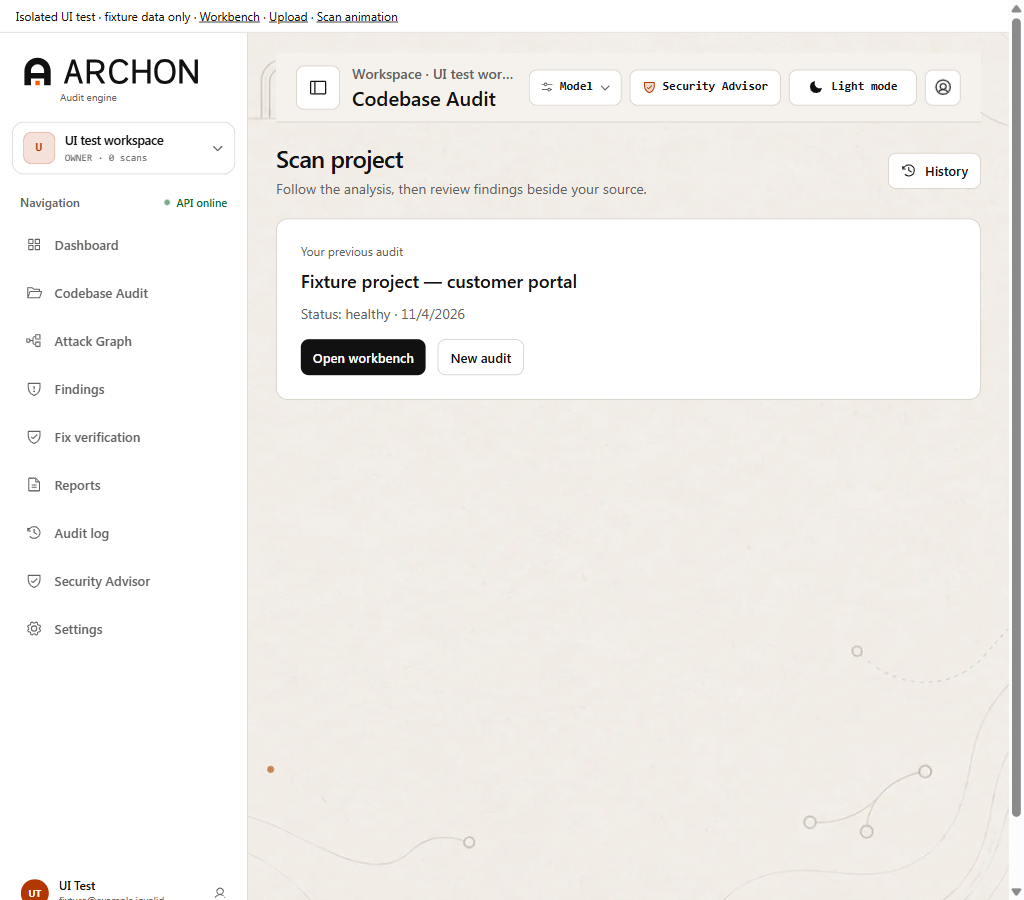 Isolated UI test · fixture data only · Workbench · Upload · Scan animation
ARCHON
Audit engine
U
UI test workspace
OWNER · 0 scans
Navigation
API online
Dashboard
Codebase Audit
Attack Graph
Findings
Fix verification
Reports
Audit log
Security Advisor
Settings
UT
UI Test
fixture@example.invalid
Workspace · UI test wor...
Codebase Audit
Model
Security Advisor
Light mode
Scan project
Follow the analysis, then review findings beside your source.
History
Your previous audit
Fixture project — customer portal
Status: healthy · 11/4/2026
Open workbench
New audit